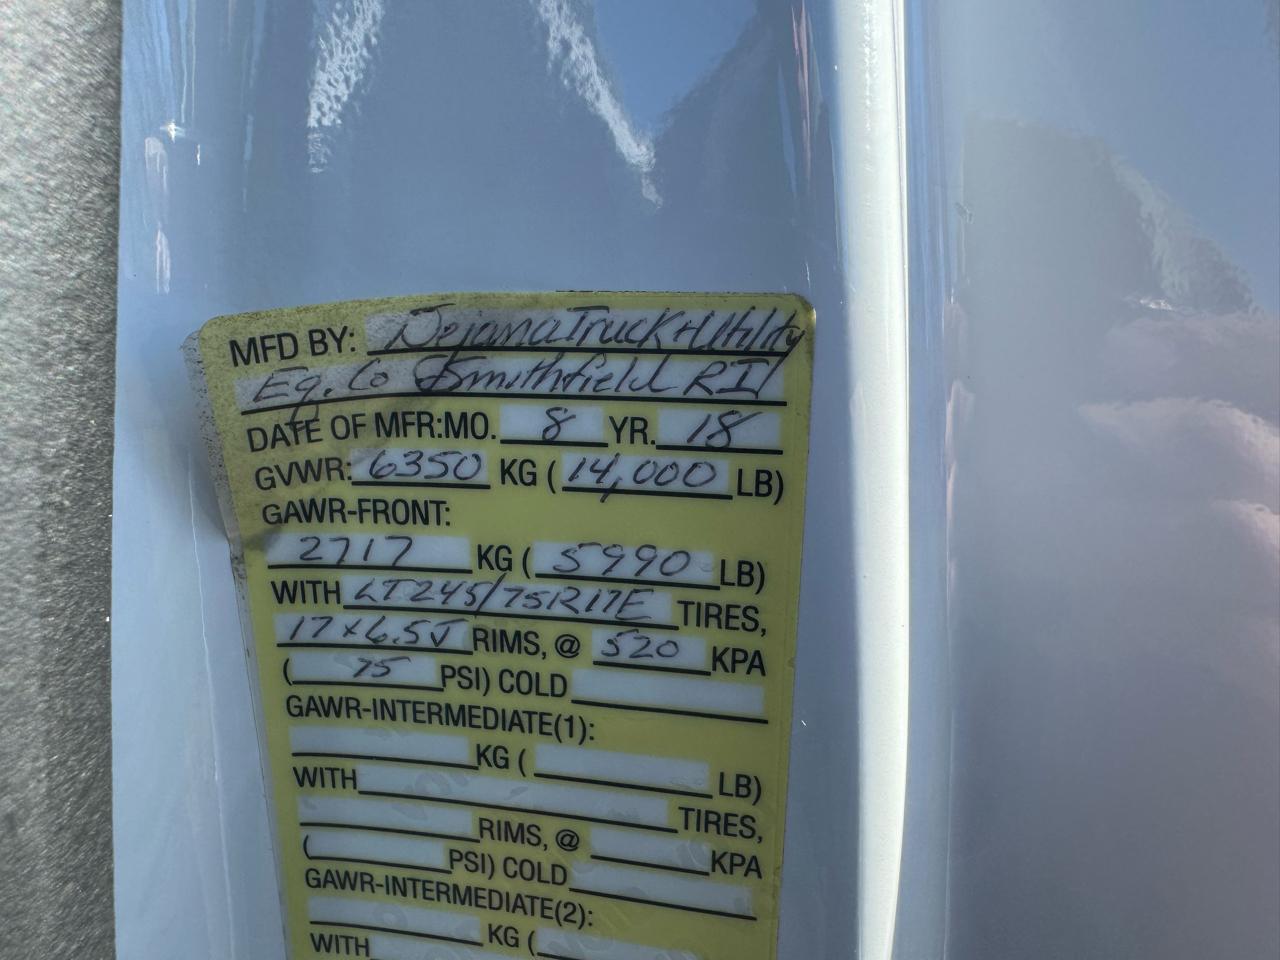 MFD BY: Dejana Truck + Utility
Eq. Co Smithfield RI
DATE OF MFR:MO. 8 YR. 18
GVWR: 6350 KG (14,000 LB)
GAWR-FRONT:
2717 KG (5990 LB)
WITH LT245/75R17E TIRES,
17x6.5J RIMS, @ 520 KPA
(75 PSI) COLD
GAWR-INTERMEDIATE(1):
KG ( LB)
WITH TIRES,
RIMS, @ KPA
( PSI) COLD
GAWR-INTERMEDIATE(2):
KG (
WITH